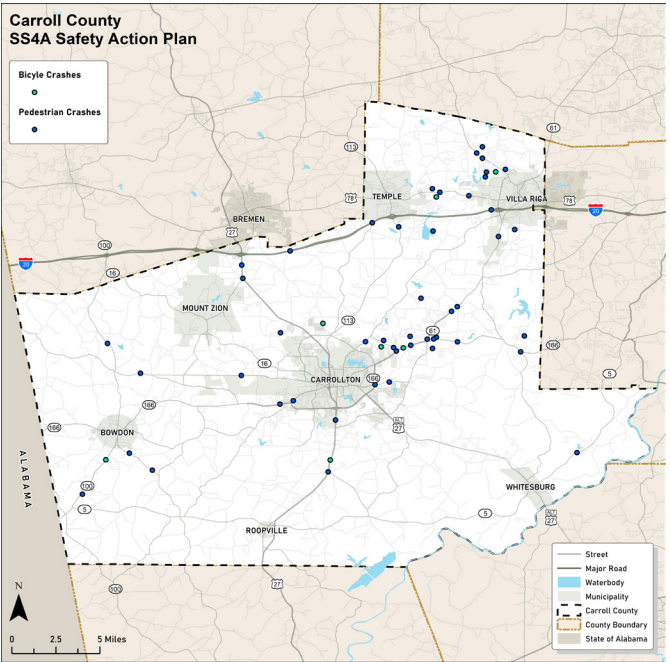 Carroll County
SS4A Safety Action Plan
Bicyle Crashes
Pedestrian Crashes
61
113
78
TEMPLE
VILLA RIGA
78
BREMEN
27
20
100
20
16
MOUNT ZION
113
61
166
16
CARROLLTON
166
5
166
ALT
27
166
BOWDON
ALABAMA
100
5
WHITESBURG
5
ALT
27
ROOPVILLE
27
100
N
0 2.5 5 Miles
Street
Major Road
Waterbody
Municipality
Carroll County
County Boundary
State of Alabama